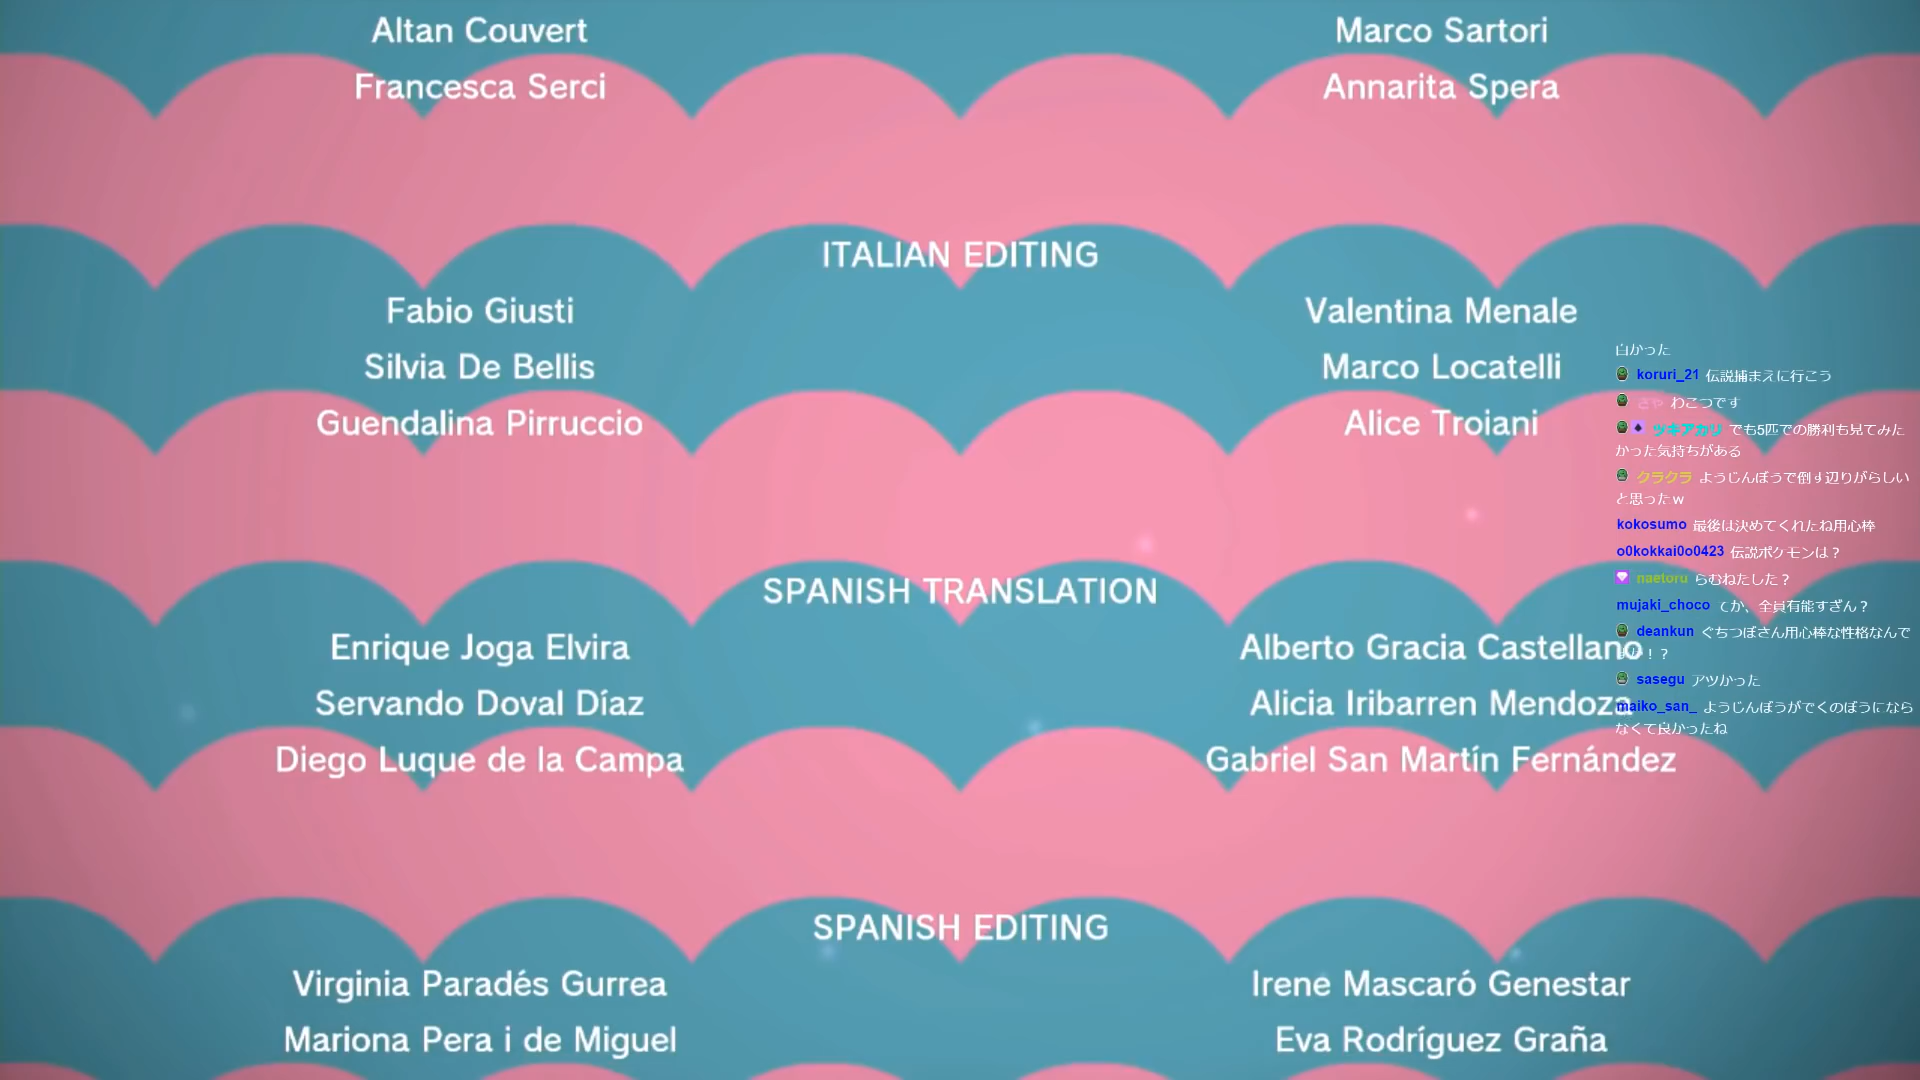 Altan Couvert
Marco Sartori
Francesca Serci
Annarita Spera
ITALIAN EDITING
Fabio Giusti
Valentina Menale
Silvia De Bellis
Marco Locatelli
Guendalina Pirruccio
Alice Troiani
SPANISH TRANSLATION
Enrique Joga Elvira
Alberto Gracia Castellano
Servando Doval Díaz
Alicia Iribarren Mendoza
Diego Luque de la Campa
Gabriel San Martín Fernández
SPANISH EDITING
Virginia Paradés Gurrea
Irene Mascaró Genestar
Mariona Pera i de Miguel
Eva Rodríguez Graña
白かった
koruri_21 伝説捕まえに行こう
さや わこつです
ツキアカリ でも5匹での勝利も見てみた
かった気持ちがある
クラクラ ようじんぼうで倒す辺りがらしい
と思ったw
kokosumo 最後は決めてくれたね用心棒
o0kokkai0o0423 伝説ポケモンは？
naetoru らむねたした？
mujaki_choco てか、全員有能すぎん？
deankun ぐちつぼさん用心棒な性格なんで
！？
sasegu アツかった
maiko_san_ ようじんぼうがでくのぼうになら
なくて良かったね